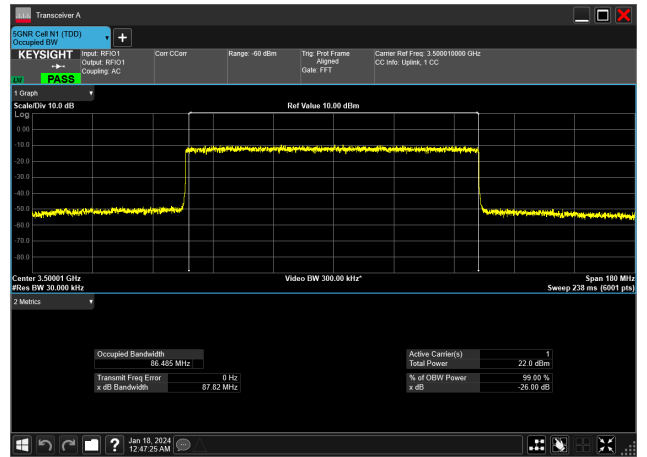 Transceiver A
5GNR Cell N1 (TDD)
Occupied BW
KEYSIGHT
LV PASS
Input: RFIO1
Output: RFIO1
Coupling: AC
Corr CCorr
Range: -60 dBm
Trig: Prot Frame
Aligned
Gate: FFT
Carrier Ref Freq: 3.500010000 GHz
CC Info: Uplink, 1 CC
1 Graph
Scale/Div 10.0 dB
Ref Value 10.00 dBm
Log
0.00
-10.0
-20.0
-30.0
-40.0
-50.0
-60.0
-70.0
-80.0
Center 3.50001 GHz
Video BW 300.00 kHz*
Span 180 MHz
#Res BW 30.000 kHz
Sweep 238 ms (6001 pts)
2 Metrics
Occupied Bandwidth
86.485 MHz
Active Carrier(s) 1
Total Power 22.0 dBm
Transmit Freq Error 0 Hz
x dB Bandwidth 87.82 MHz
% of OBW Power 99.00 %
x dB -26.00 dB
Jan 18, 2024
12:47:25 AM